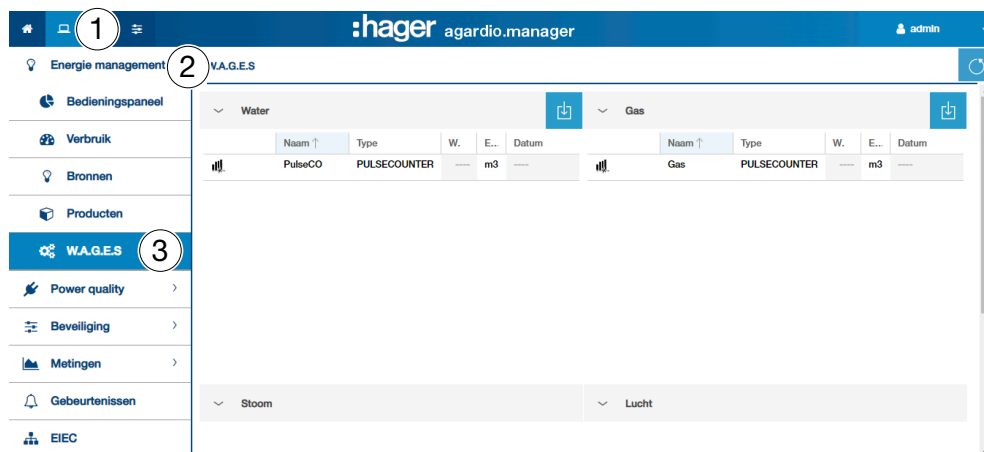 1
:hager agardio.manager
admin
Energie management
2
W.A.G.E.S
Bedieningspaneel
Verbruik
Bronnen
Producten
W.A.G.E.S
3
Power quality
Beveiliging
Metingen
Gebeurtenissen
EIEC
Water
Naam ↑ Type W. E... Datum
PulseCO PULSECOUNTER ---- m3 ----
Gas
Naam ↑ Type W. E... Datum
Gas PULSECOUNTER ---- m3 ----
Stoom
Lucht